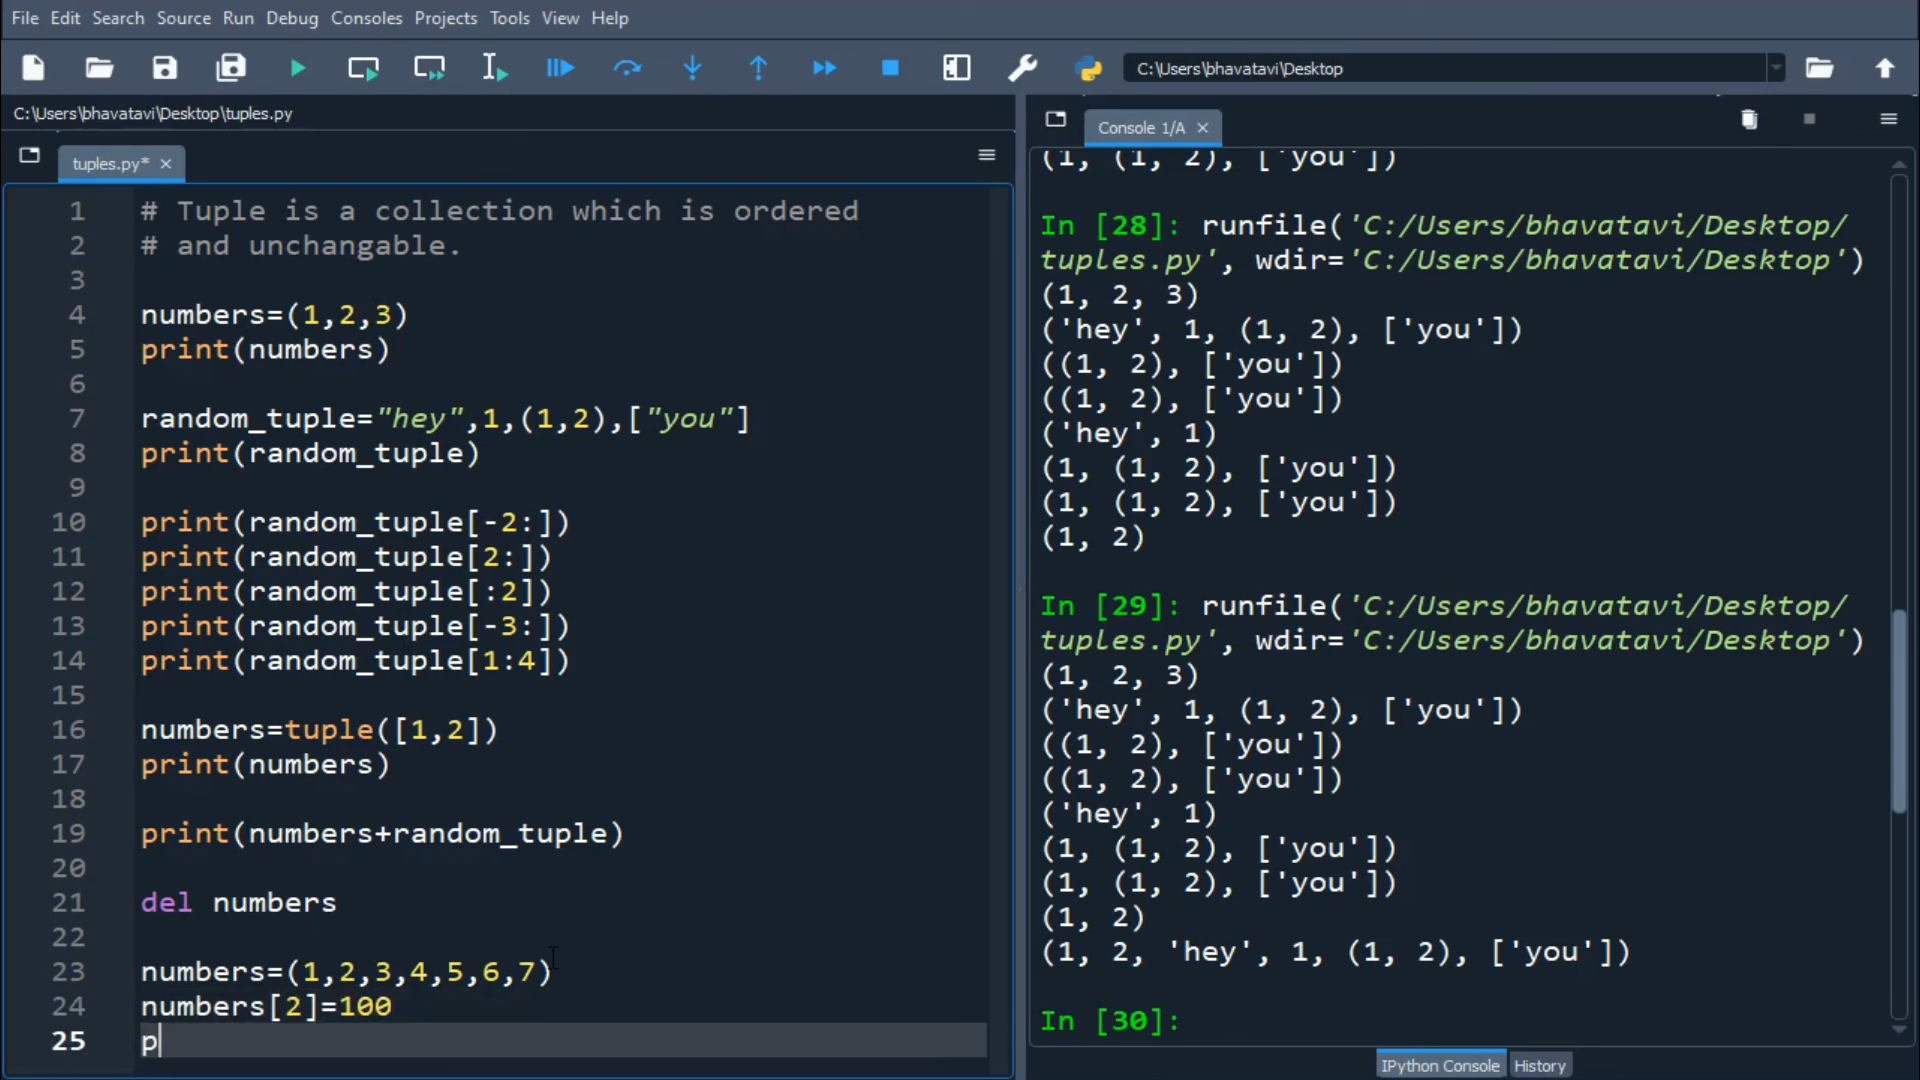 File Edit Search Source Run Debug Consoles Projects Tools View Help
C:\Users\bhavatavi\Desktop
C:\Users\bhavatavi\Desktop\tuples.py
tuples.py*
1 # Tuple is a collection which is ordered
2 # and unchangable.
3
4 numbers=(1,2,3)
5 print(numbers)
6
7 random_tuple="hey",1,(1,2),["you"]
8 print(random_tuple)
9
10 print(random_tuple[-2:])
11 print(random_tuple[2:])
12 print(random_tuple[:2])
13 print(random_tuple[-3:])
14 print(random_tuple[1:4])
15
16 numbers=tuple([1,2])
17 print(numbers)
18
19 print(numbers+random_tuple)
20
21 del numbers
22
23 numbers=(1,2,3,4,5,6,7)
24 numbers[2]=100
25 p
Console 1/A
(1, (1, 2), ['you'])
In [28]: runfile('C:/Users/bhavatavi/Desktop/
tuples.py', wdir='C:/Users/bhavatavi/Desktop')
(1, 2, 3)
('hey', 1, (1, 2), ['you'])
((1, 2), ['you'])
((1, 2), ['you'])
('hey', 1)
(1, (1, 2), ['you'])
(1, (1, 2), ['you'])
(1, 2)
In [29]: runfile('C:/Users/bhavatavi/Desktop/
tuples.py', wdir='C:/Users/bhavatavi/Desktop')
(1, 2, 3)
('hey', 1, (1, 2), ['you'])
((1, 2), ['you'])
((1, 2), ['you'])
('hey', 1)
(1, (1, 2), ['you'])
(1, (1, 2), ['you'])
(1, 2)
(1, 2, 'hey', 1, (1, 2), ['you'])
In [30]:
IPython Console History